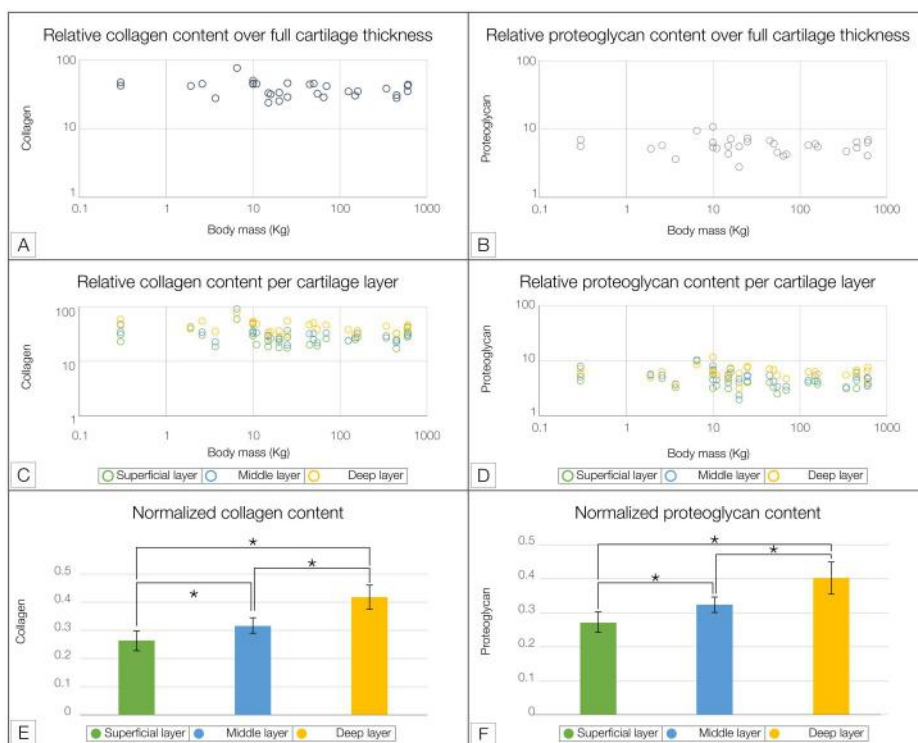 Relative collagen content over full cartilage thickness
100
10
1
Collagen
0.1 1 10 100 1000
Body mass (Kg)
A
Relative proteoglycan content over full cartilage thickness
100
10
1
Proteoglycan
0.1 1 10 100 1000
Body mass (Kg)
B
Relative collagen content per cartilage layer
100
10
1
Collagen
0.1 1 10 100 1000
Body mass (Kg)
C
Superficial layer Middle layer Deep layer
Relative proteoglycan content per cartilage layer
100
10
1
Proteoglycan
0.1 1 10 100 1000
Body mass (Kg)
D
Superficial layer Middle layer Deep layer
Normalized collagen content
* 
* *
0.5
0.4
0.3
0.2
0.1
0
Collagen
E
Superficial layer Middle layer Deep layer
Normalized proteoglycan content
*
* *
0.5
0.4
0.3
0.2
0.1
0
Proteoglycan
F
Superficial layer Middle layer Deep layer